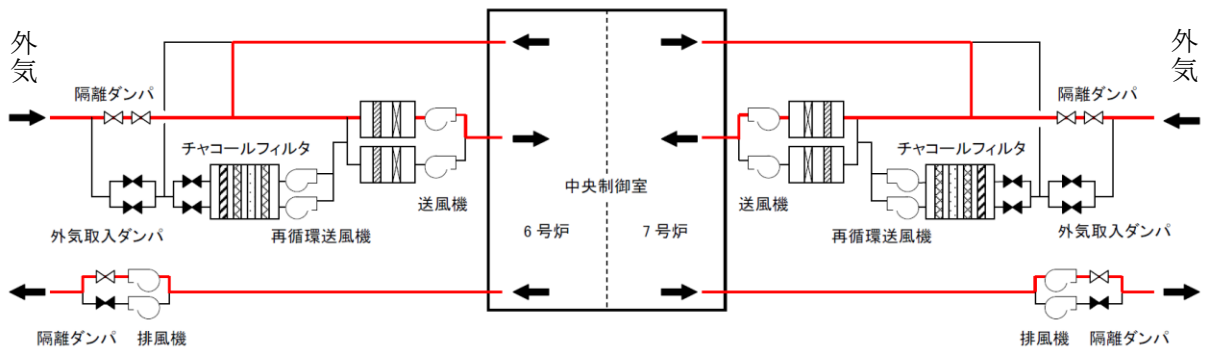 外気
外気
隔離ダンパ
隔離ダンパ
チャコールフィルタ
チャコールフィルタ
中央制御室
送風機
送風機
6 号炉
7 号炉
外気取入ダンパ
再循環送風機
再循環送風機
外気取入ダンパ
隔離ダンパ
排風機
排風機
隔離ダンパ